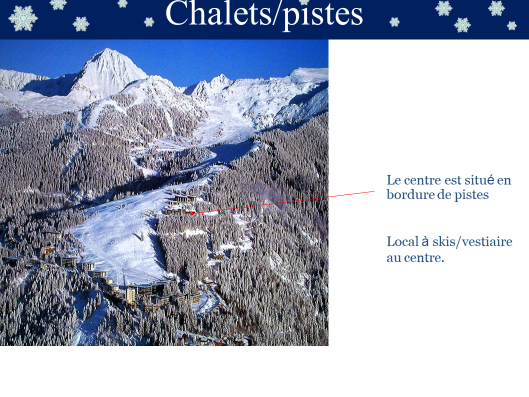 Chalets/pistes
Le centre est situé en
bordure de pistes
Local à skis/vestiaire
au centre.